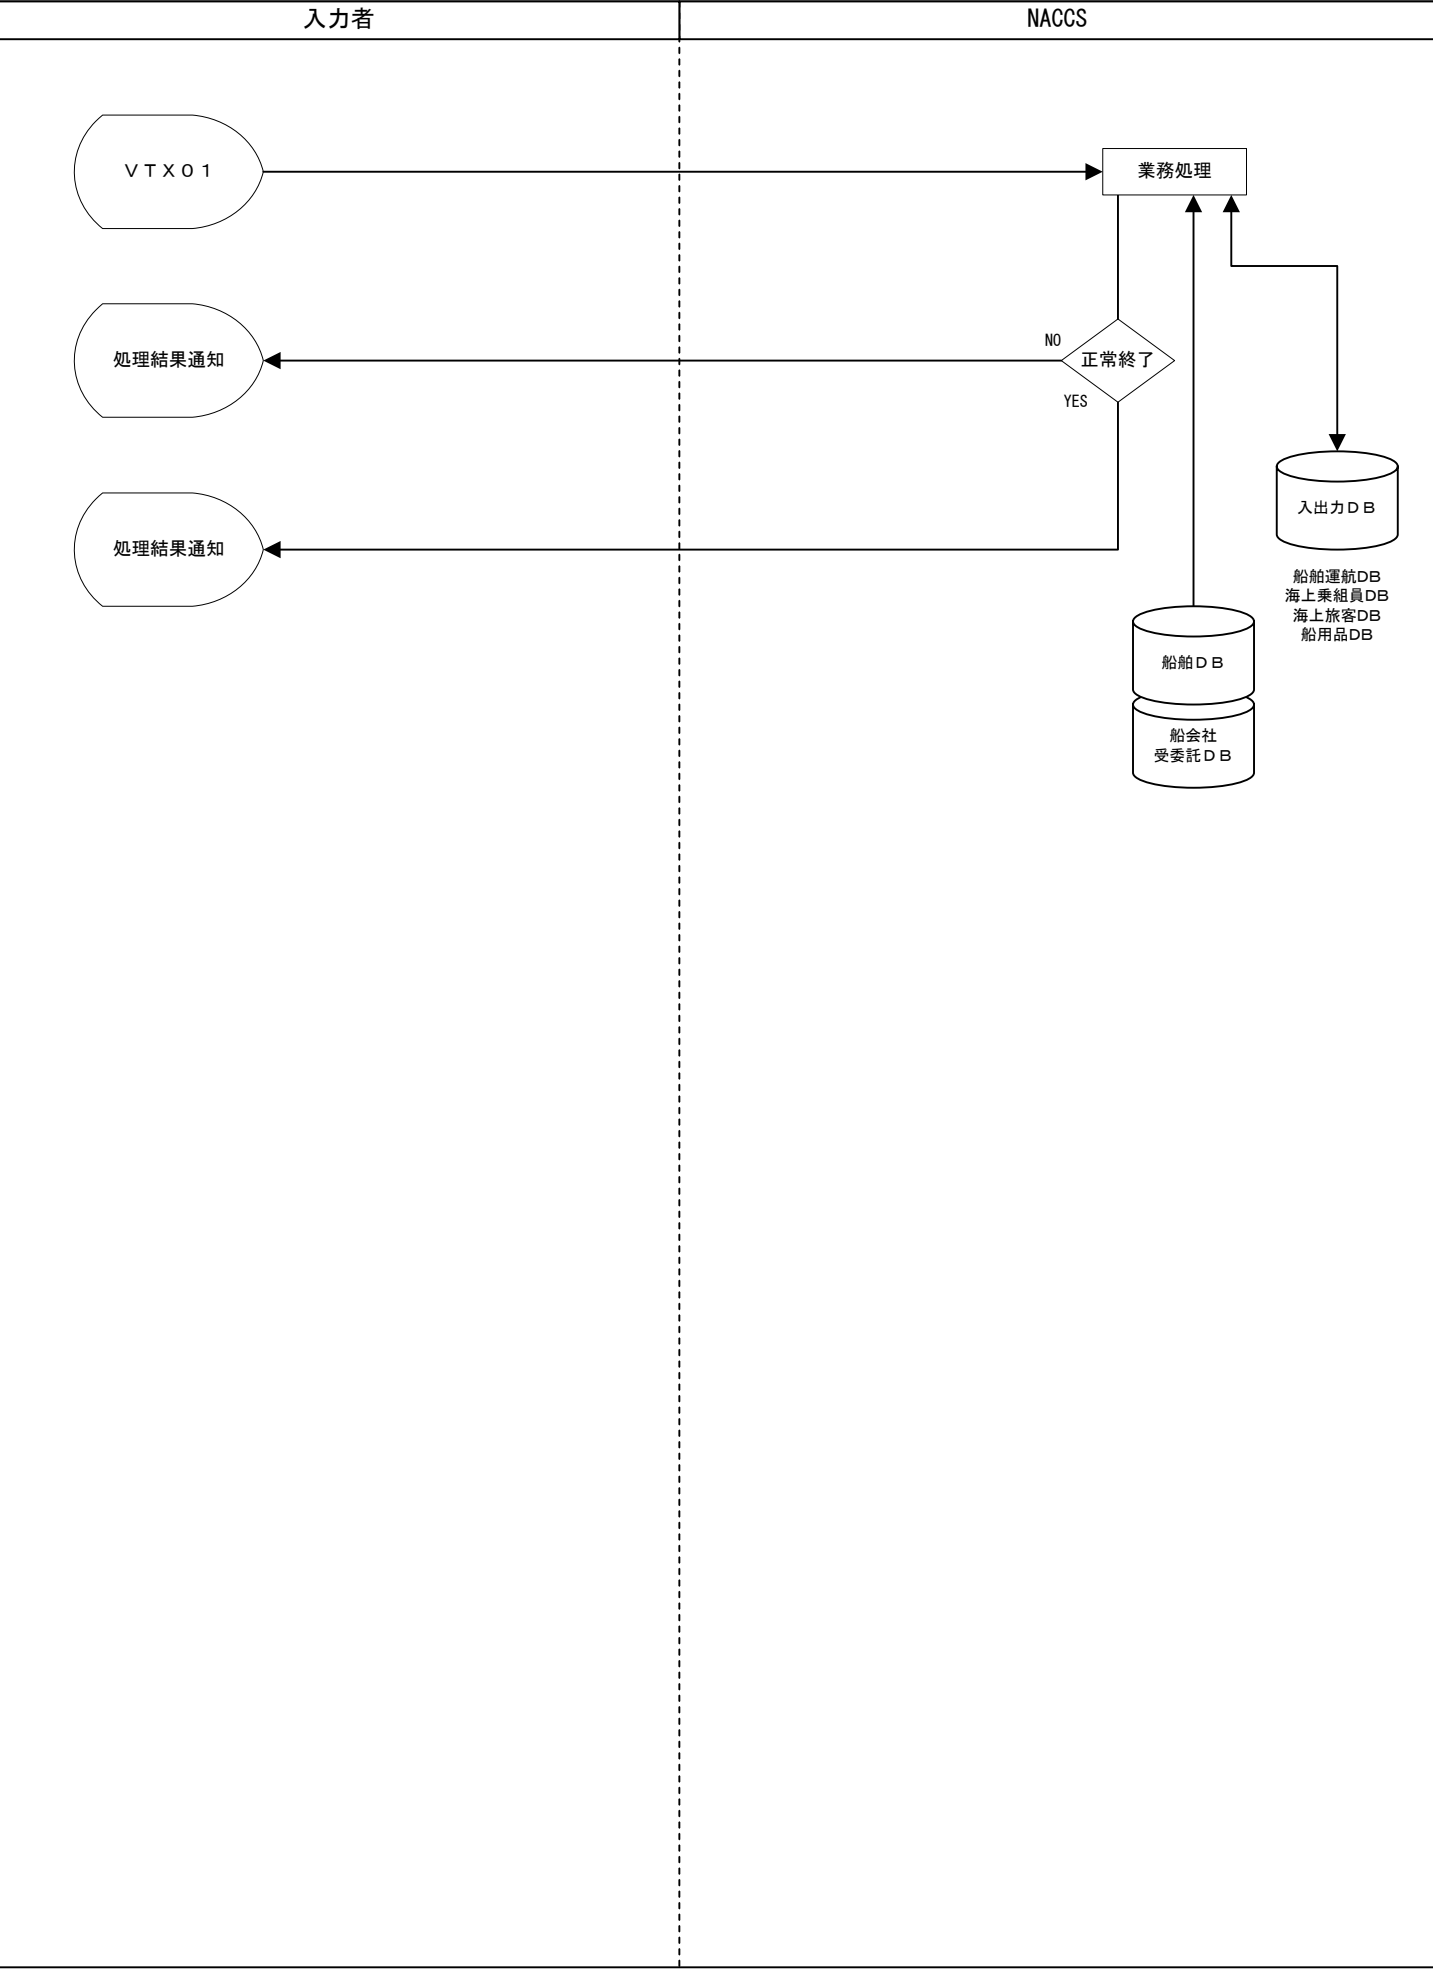 入力者
NACCS
ＶＴＸ０１
業務処理
NO
処理結果通知
正常終了
YES
処理結果通知
入出力ＤＢ
船舶運航DB
海上乗組員DB
海上旅客DB
船用品DB
船舶ＤＢ
船会社
受委託ＤＢ